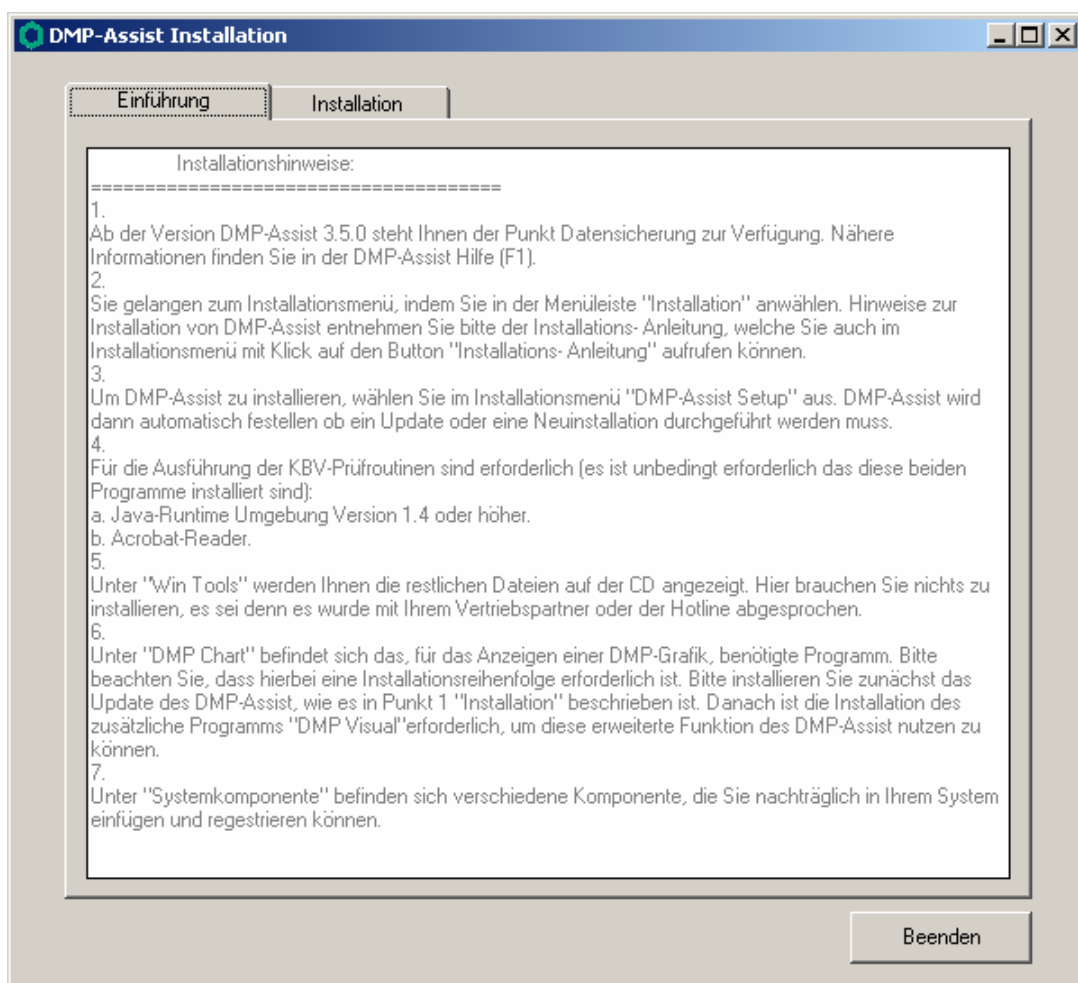 DMP-Assist Installation
Einführung
Installation
Installationshinweise:
======================================
1.
Ab der Version DMP-Assist 3.5.0 steht Ihnen der Punkt Datensicherung zur Verfügung. Nähere
Informationen finden Sie in der DMP-Assist Hilfe (F1).
2.
Sie gelangen zum Installationsmenü, indem Sie in der Menüleiste "Installation" anwählen. Hinweise zur
Installation von DMP-Assist entnehmen Sie bitte der Installations- Anleitung, welche Sie auch im
Installationsmenü mit Klick auf den Button "Installations- Anleitung" aufrufen können.
3.
Um DMP-Assist zu installieren, wählen Sie im Installationsmenü "DMP-Assist Setup" aus. DMP-Assist wird
dann automatisch festellen ob ein Update oder eine Neuinstallation durchgeführt werden muss.
4.
Für die Ausführung der KBV-Prüfroutinen sind erforderlich (es ist unbedingt erforderlich das diese beiden
Programme installiert sind):
a. Java-Runtime Umgebung Version 1.4 oder höher.
b. Acrobat-Reader.
5.
Unter "Win Tools" werden Ihnen die restlichen Dateien auf der CD angezeigt. Hier brauchen Sie nichts zu
installieren, es sei denn es wurde mit Ihrem Vertriebspartner oder der Hotline abgesprochen.
6.
Unter "DMP Chart" befindet sich das, für das Anzeigen einer DMP-Grafik, benötigte Programm. Bitte
beachten Sie, dass hierbei eine Installationsreihenfolge erforderlich ist. Bitte installieren Sie zunächst das
Update des DMP-Assist, wie es in Punkt 1 "Installation" beschrieben ist. Danach ist die Installation des
zusätzliche Programms "DMP Visual"erforderlich, um diese erweiterte Funktion des DMP-Assist nutzen zu
können.
7.
Unter "Systemkomponente" befinden sich verschiedene Komponente, die Sie nachträglich in Ihrem System
einfügen und regestrieren können.
Beenden